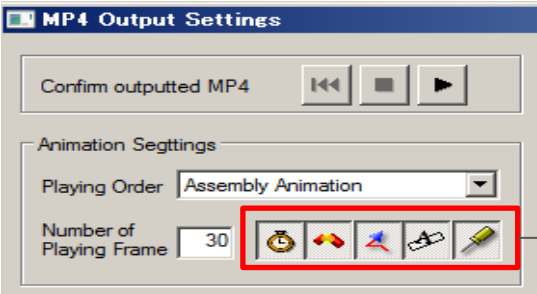 MP4 Output Settings
Confirm outputted MP4
Animation Segttings
Playing Order Assembly Animation
Number of
Playing Frame 30
A